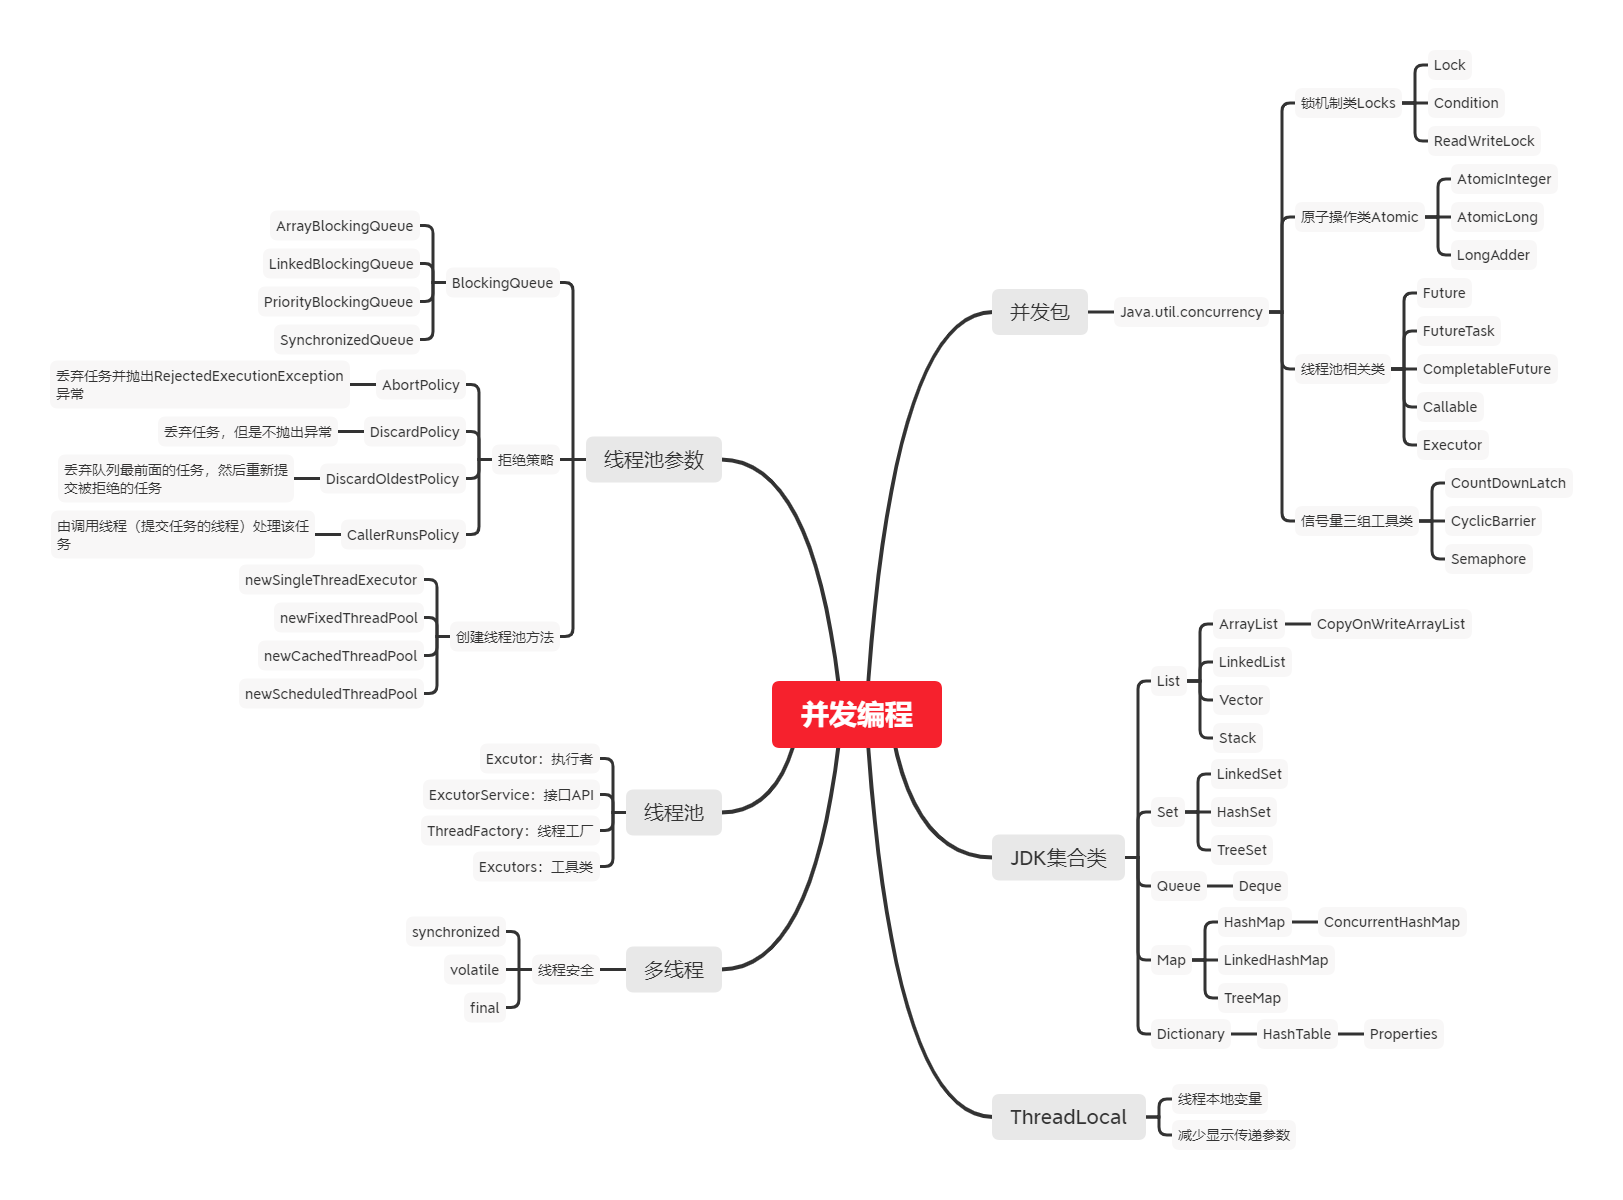 并发编程
并发包
Java.util.concurrency
锁机制类Locks
Lock
Condition
ReadWriteLock
原子操作类Atomic
AtomicInteger
AtomicLong
LongAdder
线程池相关类
Future
FutureTask
CompletableFuture
Callable
Executor
信号量三组工具类
CountDownLatch
CyclicBarrier
Semaphore
JDK集合类
List
ArrayList
CopyOnWriteArrayList
LinkedList
Vector
Stack
Set
LinkedSet
HashSet
TreeSet
Queue
Deque
Map
HashMap
ConcurrentHashMap
LinkedHashMap
TreeMap
Dictionary
HashTable
Properties
ThreadLocal
线程本地变量
减少显示传递参数
线程池参数
BlockingQueue
ArrayBlockingQueue
LinkedBlockingQueue
PriorityBlockingQueue
SynchronizedQueue
拒绝策略
AbortPolicy
丢弃任务并抛出RejectedExecutionException
异常
DiscardPolicy
丢弃任务，但是不抛出异常
DiscardOldestPolicy
丢弃队列最前面的任务，然后重新提
交被拒绝的任务
CallerRunsPolicy
由调用线程（提交任务的线程）处理该任
务
创建线程池方法
newSingleThreadExecutor
newFixedThreadPool
newCachedThreadPool
newScheduledThreadPool
线程池
Excutor：执行者
ExcutorService：接口API
ThreadFactory：线程工厂
Excutors：工具类
多线程
线程安全
synchronized
volatile
final